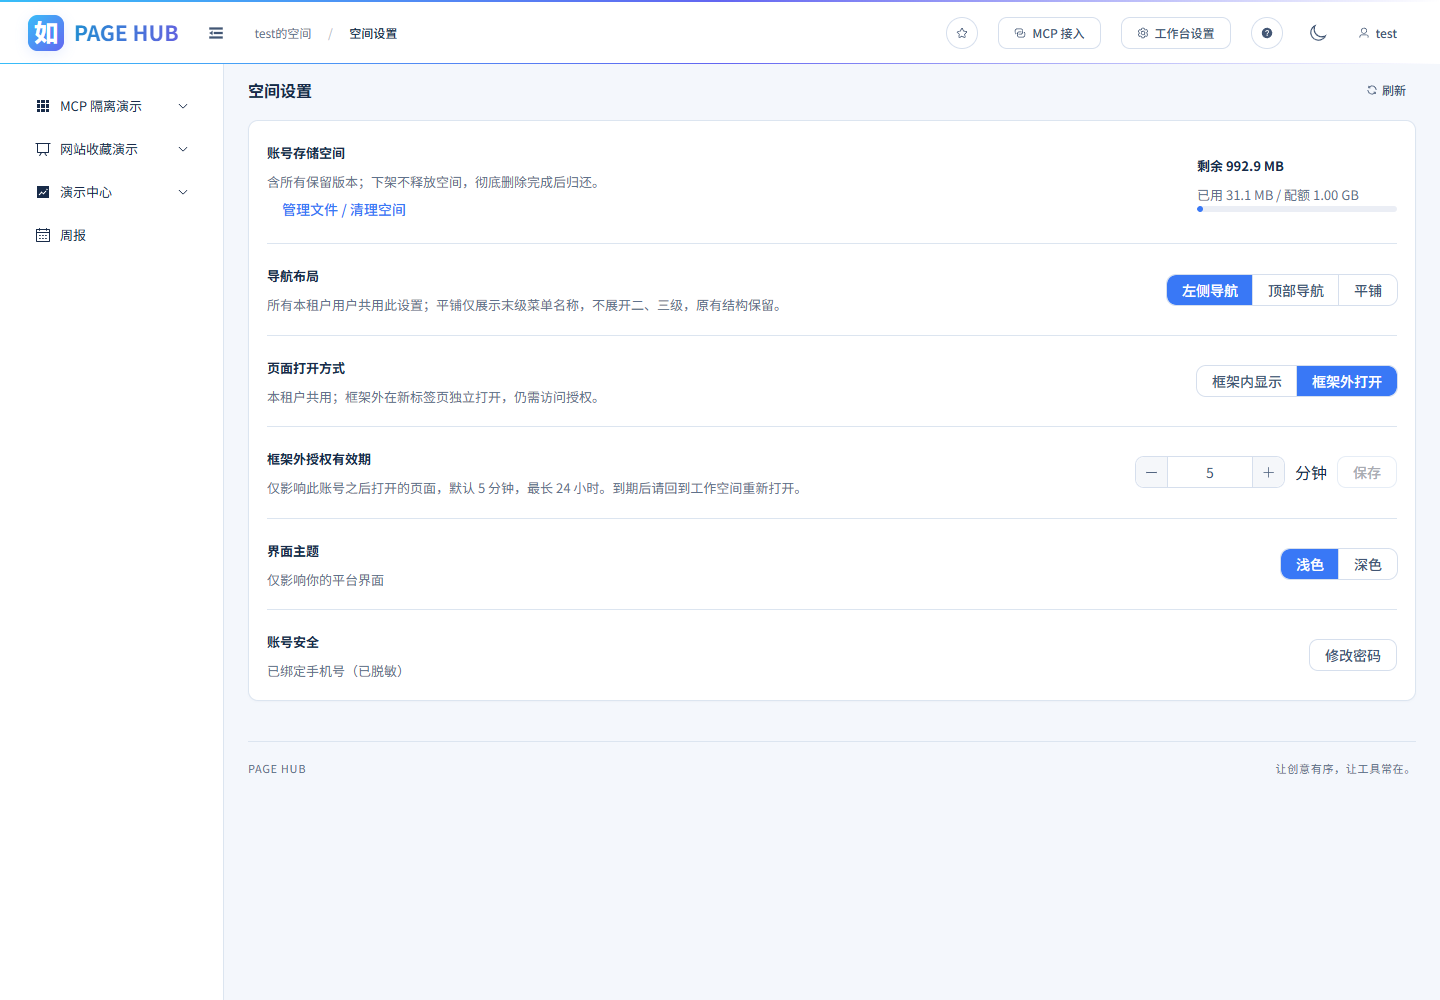 如 PAGE HUB
test的空间 / 空间设置
MCP 接入
工作台设置
test
MCP 隔离演示
网站收藏演示
演示中心
周报
空间设置
刷新
账号存储空间
含所有保留版本；下架不释放空间，彻底删除完成后归还。
管理文件 / 清理空间
剩余 992.9 MB
已用 31.1 MB / 配额 1.00 GB
导航布局
所有本租户用户共用此设置；平铺仅展示末级菜单名称，不展开二、三级，原有结构保留。
左侧导航 顶部导航 平铺
页面打开方式
本租户共用；框架外在新标签页独立打开，仍需访问授权。
框架内显示 框架外打开
框架外授权有效期
仅影响此账号之后打开的页面，默认 5 分钟，最长 24 小时。到期后请回到工作空间重新打开。
5 分钟 保存
界面主题
仅影响你的平台界面
浅色 深色
账号安全
已绑定手机号（已脱敏）
修改密码
PAGE HUB
让创意有序，让工具常在。